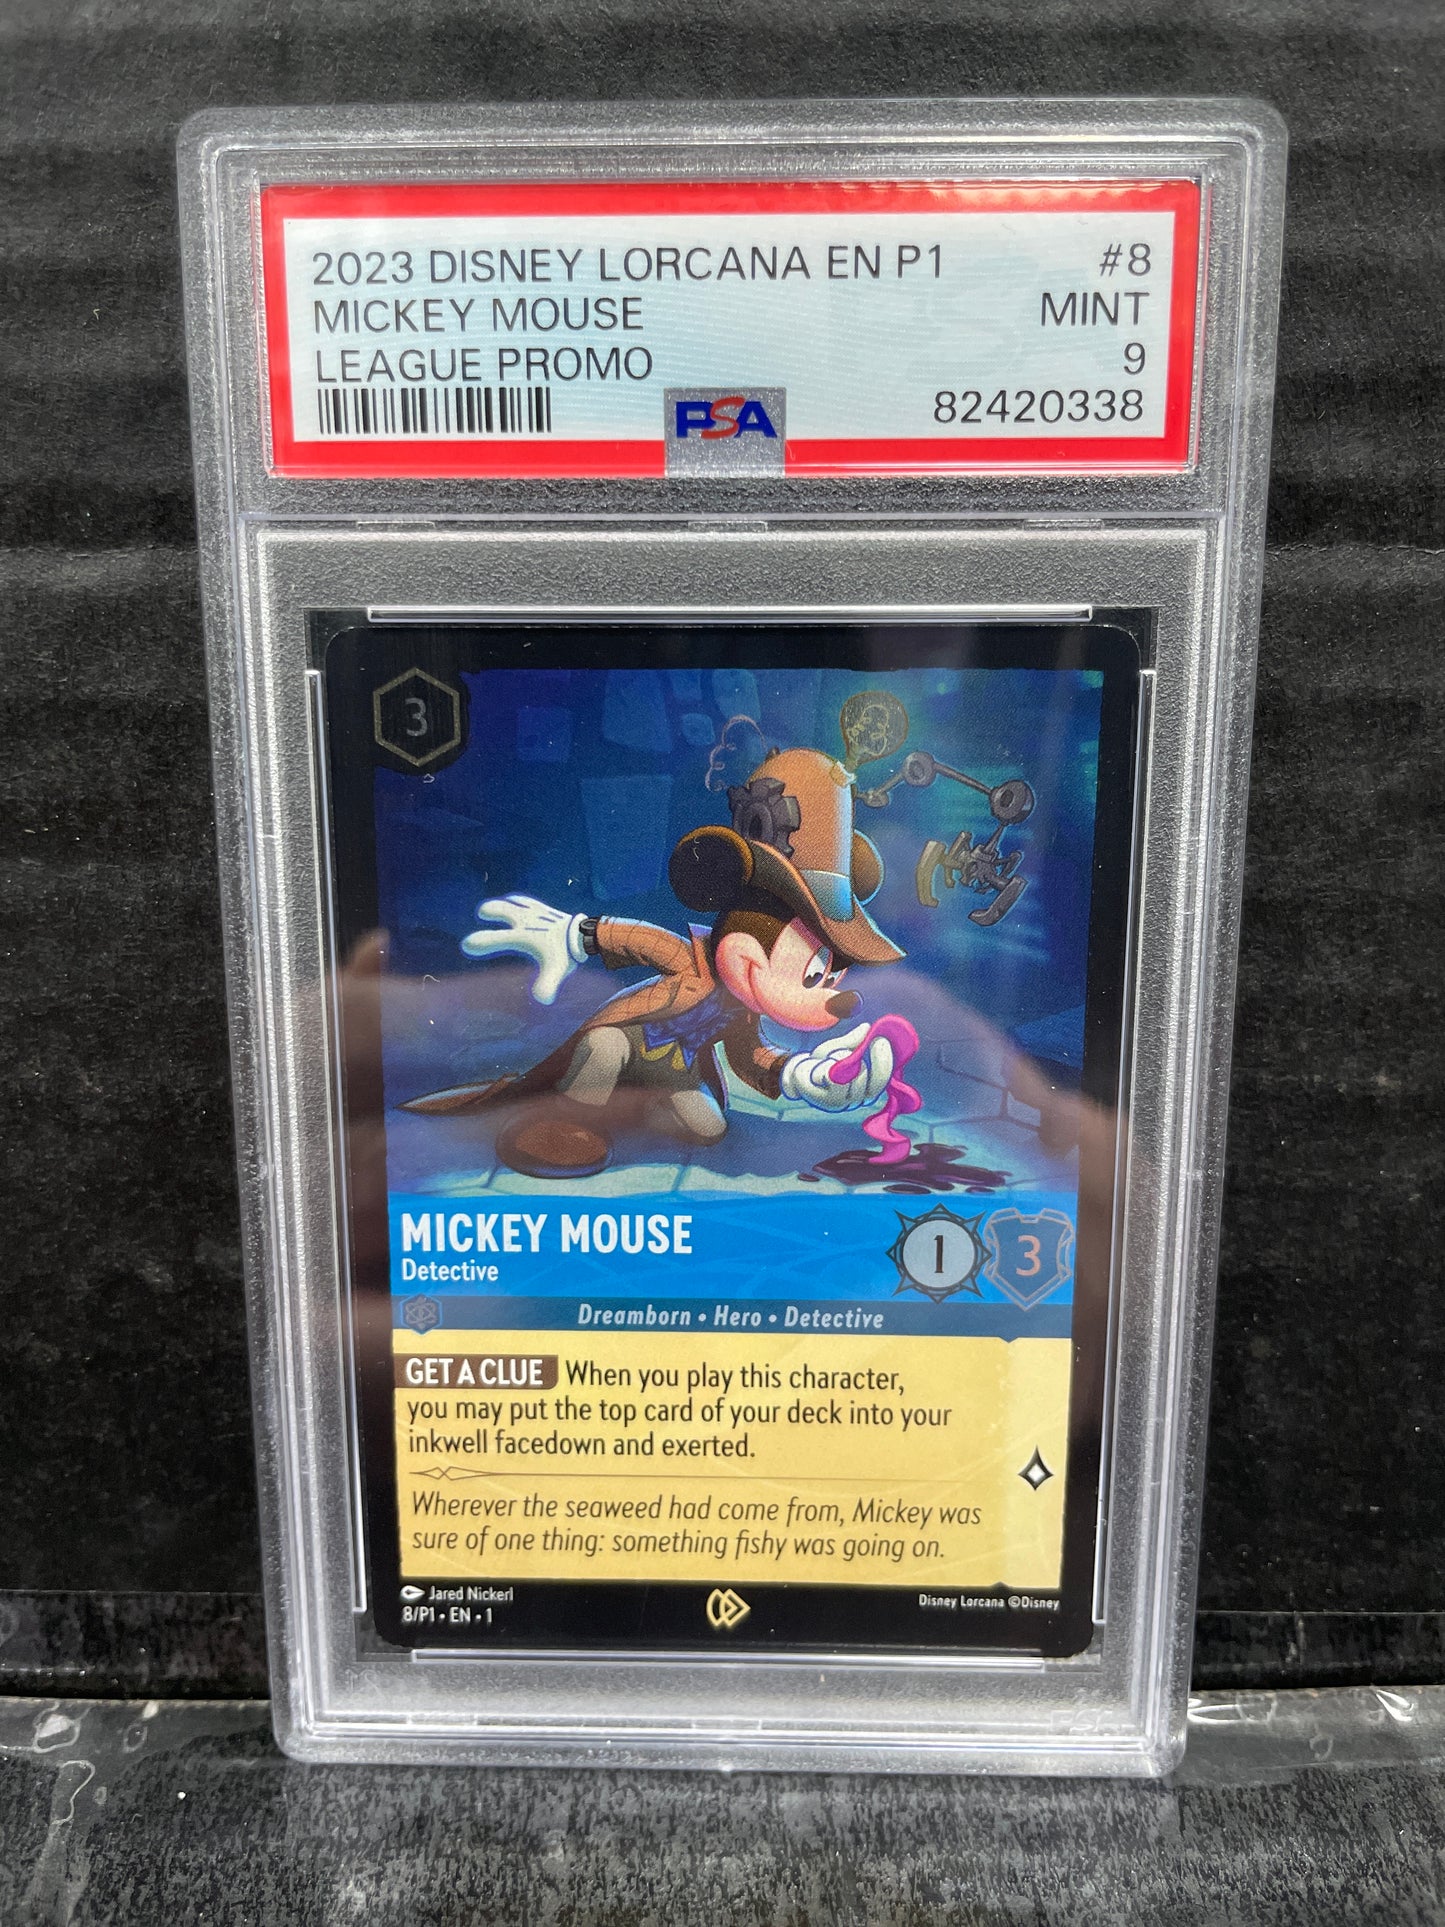 2023 DISNEY LORCANA EN P1 #8
MICKEY MOUSE MINT
LEAGUE PROMO 9
PSA 82420338
3
MICKEY MOUSE 1 3
Detective
Dreamborn • Hero • Detective
GET A CLUE When you play this character,
you may put the top card of your deck into your
inkwell facedown and exerted.
Wherever the seaweed had come from, Mickey was
sure of one thing: something fishy was going on.
Jared Nickerl Disney Lorcana ©Disney
8/P1 • EN • 1
PSA